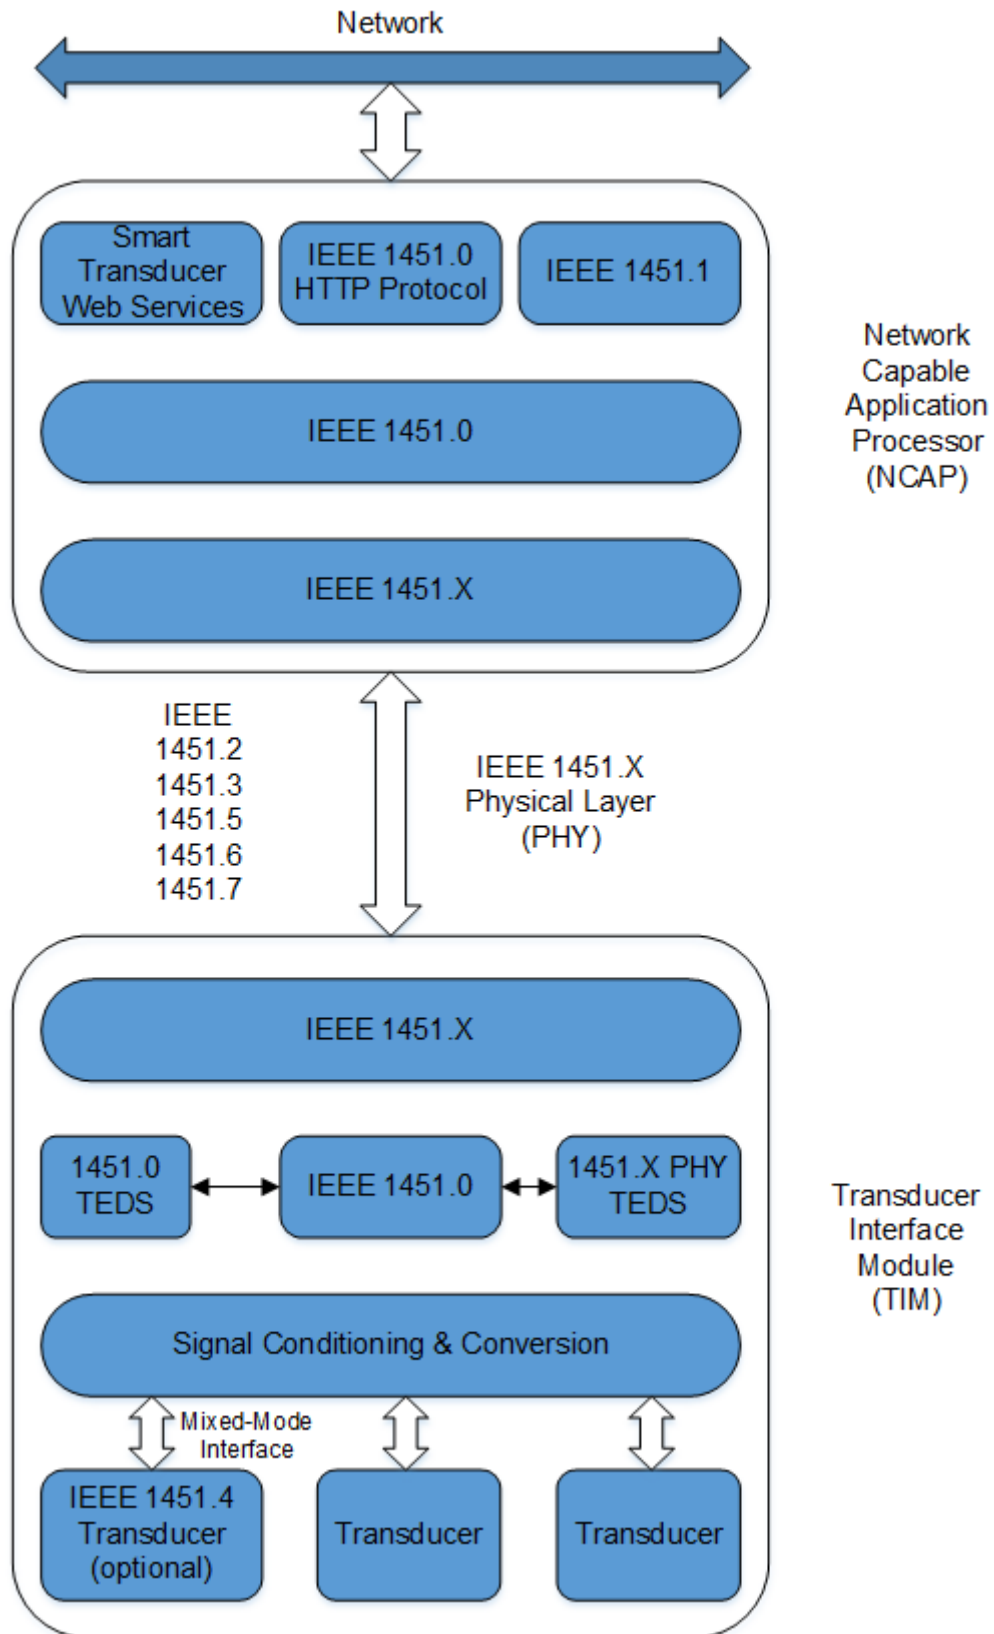 Network
Smart
Transducer
Web Services
IEEE 1451.0
HTTP Protocol
IEEE 1451.1
IEEE 1451.0
IEEE 1451.X
Network
Capable
Application
Processor
(NCAP)
IEEE
1451.2
1451.3
1451.5
1451.6
1451.7
IEEE 1451.X
Physical Layer
(PHY)
IEEE 1451.X
1451.0
TEDS
IEEE 1451.0
1451.X PHY
TEDS
Transducer
Interface
Module
(TIM)
Signal Conditioning & Conversion
Mixed-Mode
Interface
IEEE 1451.4
Transducer
(optional)
Transducer
Transducer